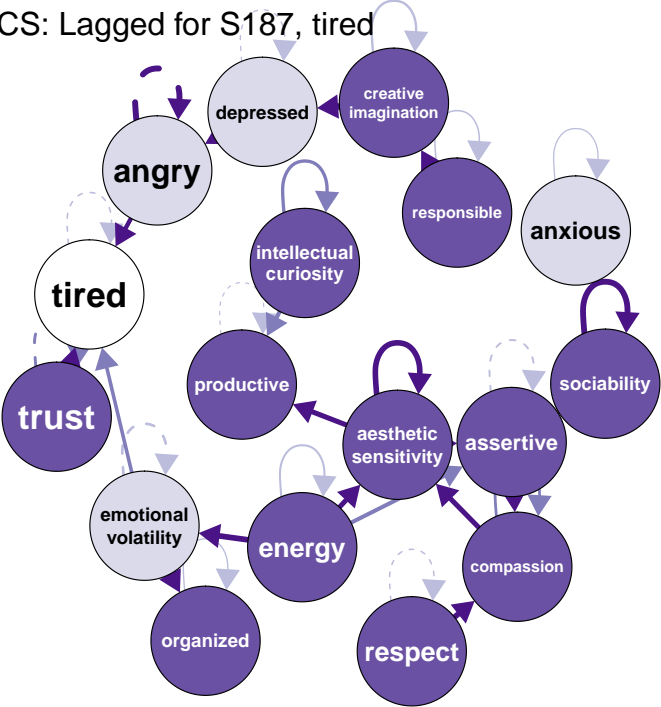 CS: Lagged for S187, tired
depressed
creative
imagination
angry
responsible
anxious
intellectual
curiosity
tired
productive
sociability
trust
aesthetic
sensitivity
assertive
emotional
volatility
energy
compassion
organized
respect